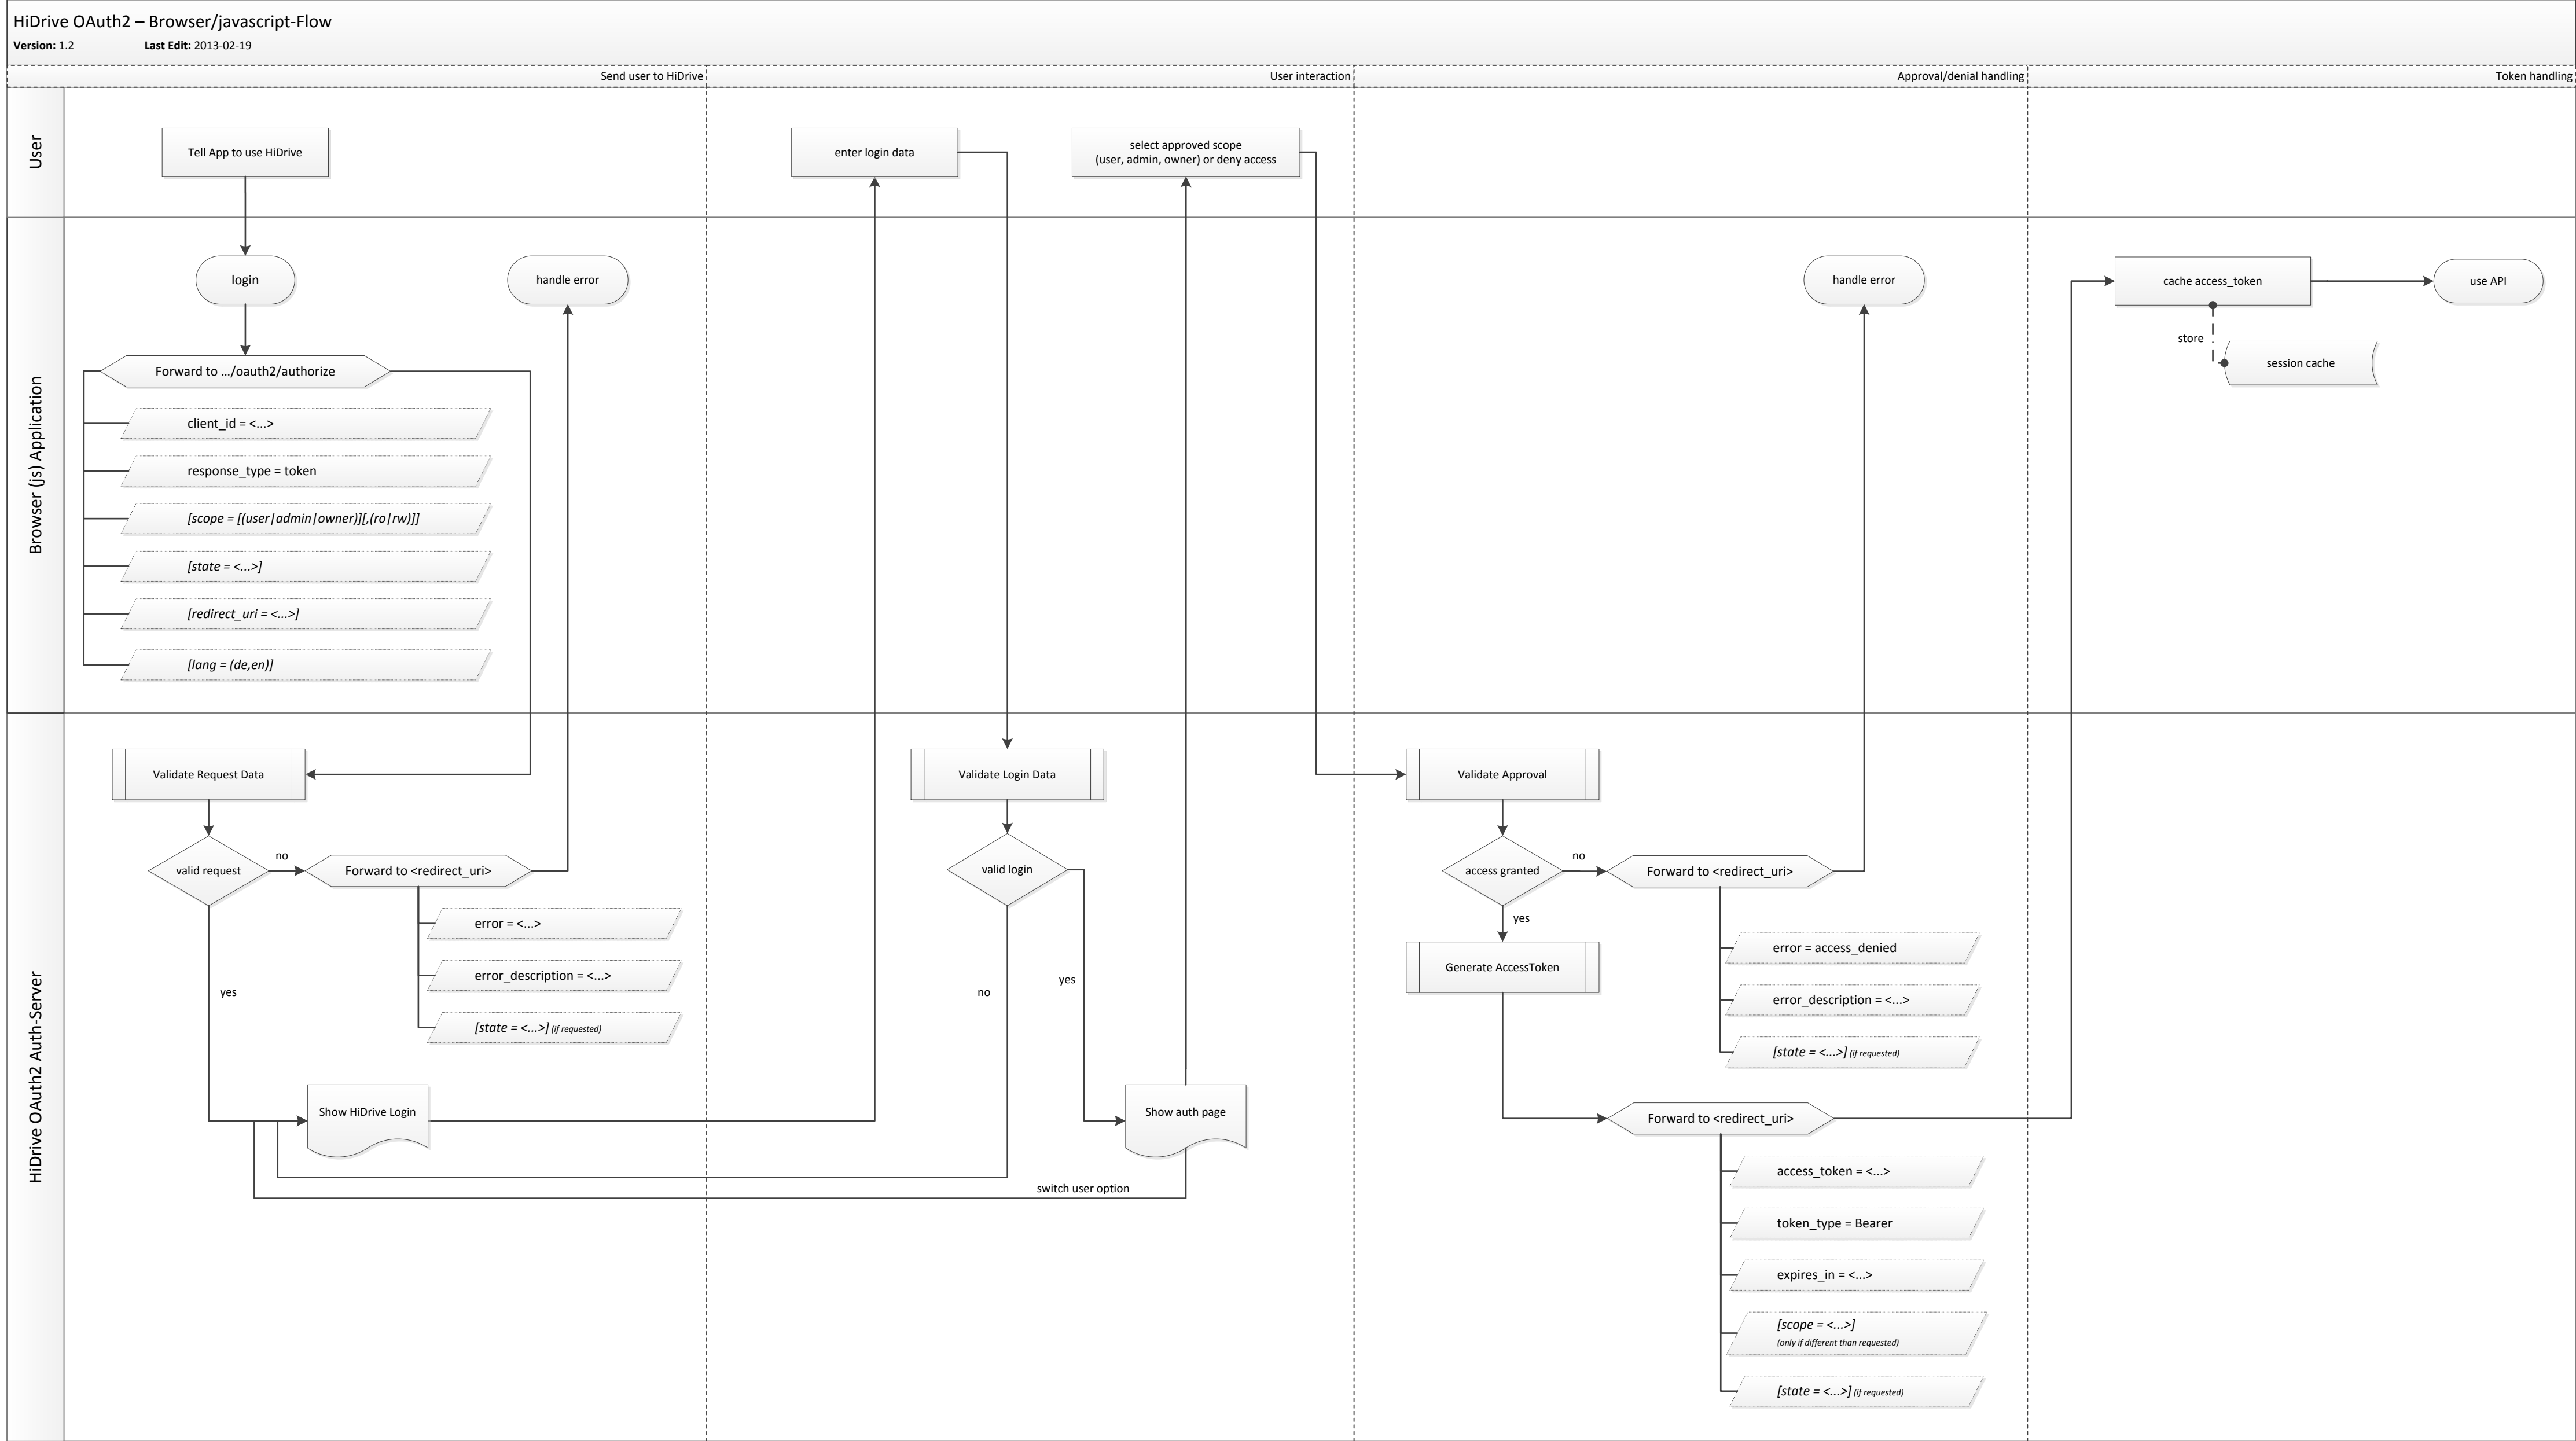 HiDrive OAuth2 – Browser/javascript-Flow
Version: 1.2 Last Edit: 2013-02-19
Send user to HiDrive
User interaction
Approval/denial handling
Token handling
User
Tell App to use HiDrive
enter login data
select approved scope
(user, admin, owner) or deny access
Browser (js) Application
login
handle error
Forward to .../oauth2/authorize
client_id = <...>
response_type = token
[scope = [(user|admin|owner)][,(ro|rw)]]
[state = <...>]
[redirect_uri = <...>]
[lang = (de,en)]
handle error
cache access_token
use API
store
session cache
HiDrive OAuth2 Auth-Server
Validate Request Data
valid request
no
Forward to <redirect_uri>
error = <...>
error_description = <...>
[state = <...>] (if requested)
yes
Show HiDrive Login
Validate Login Data
valid login
no
yes
Show auth page
switch user option
Validate Approval
access granted
no
Forward to <redirect_uri>
yes
Generate AccessToken
error = access_denied
error_description = <...>
[state = <...>] (if requested)
Forward to <redirect_uri>
access_token = <...>
token_type = Bearer
expires_in = <...>
[scope = <...>]
(only if different than requested)
[state = <...>] (if requested)